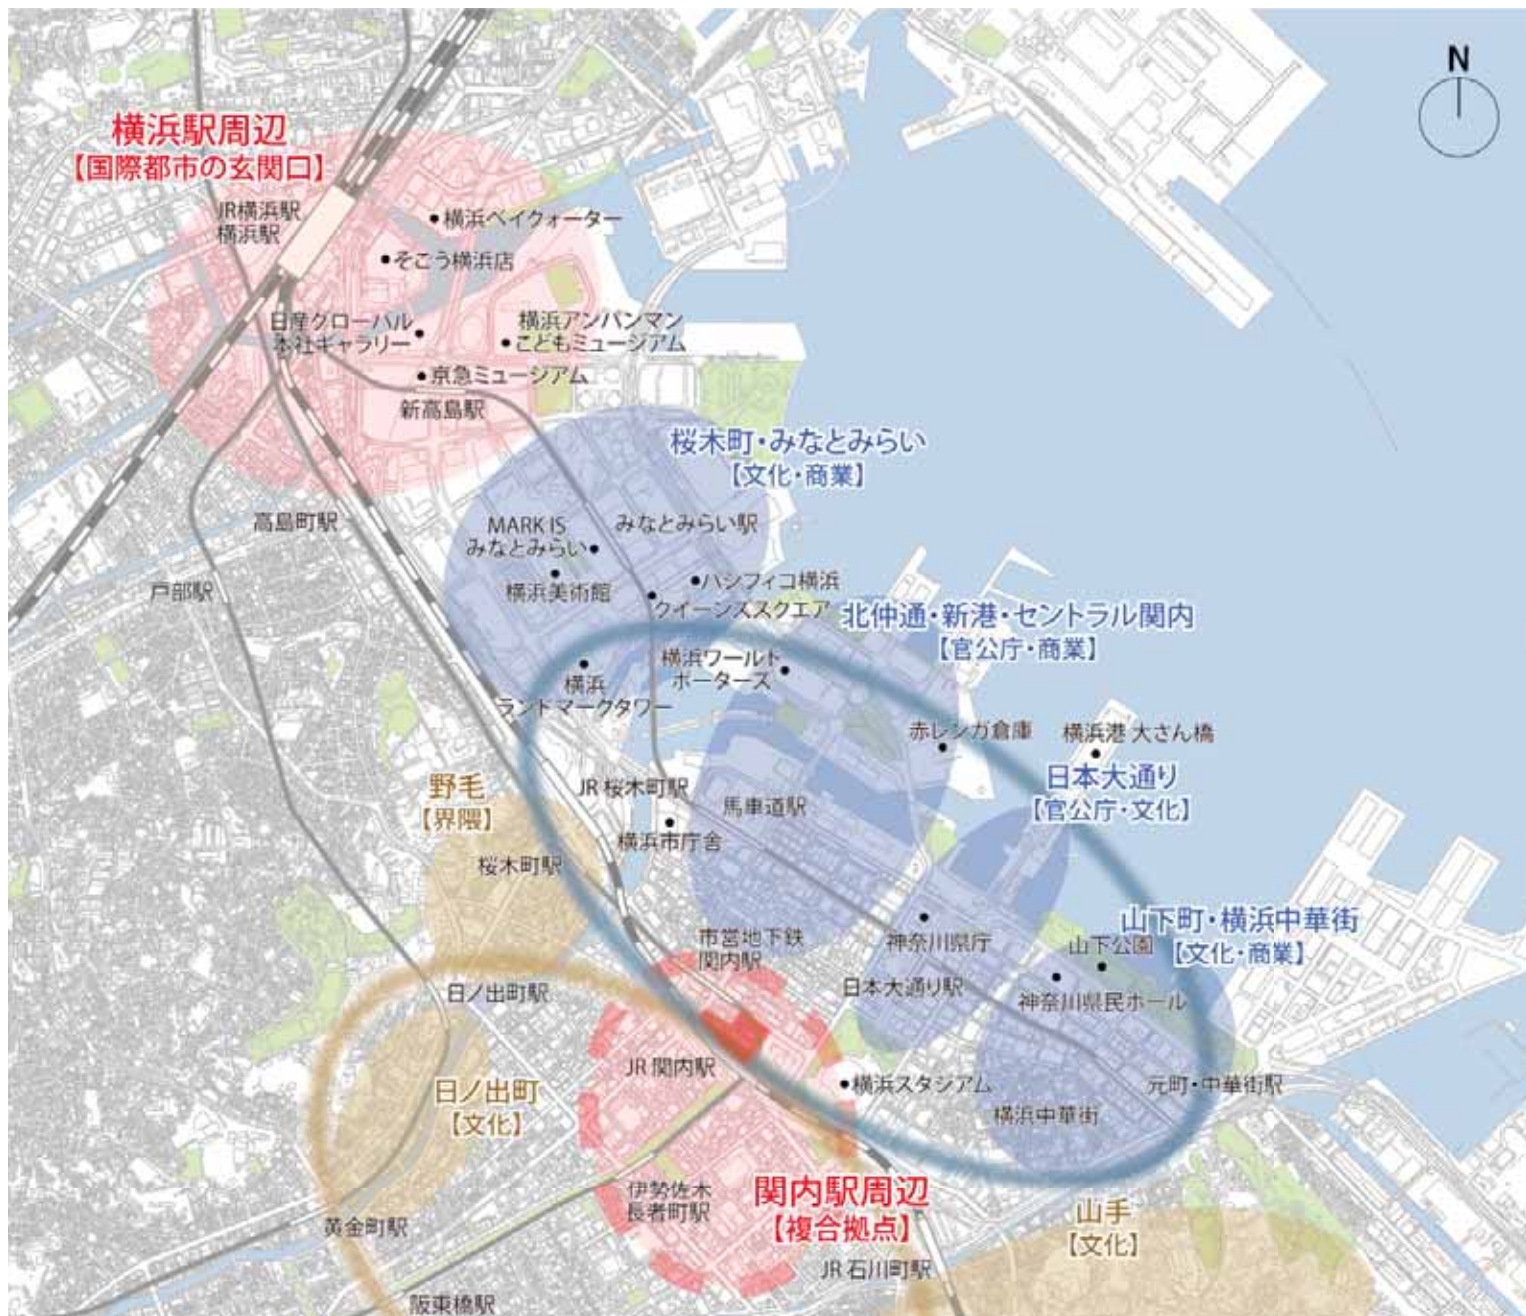 N
横浜駅周辺
【国際都市の玄関口】
JR横浜駅
横浜駅
横浜ベイクォーター
そごう横浜店
日産グローバル
本社ギャラリー
横浜アンパンマン
こどもミュージアム
京急ミュージアム
新高島駅
桜木町・みなとみらい
【文化・商業】
高島町駅
MARK IS
みなとみらい
みなとみらい駅
戸部駅
横浜美術館
パシフィコ横浜
クイーンズスクエア
北仲通・新港・セントラル関内
【官公庁・商業】
横浜ワールド
ポーターズ
横浜
ランドマークタワー
赤レンガ倉庫
横浜港 大さん橋
日本大通り
【官公庁・文化】
野毛
【界隈】
JR 桜木町駅
馬車道駅
横浜市庁舎
桜木町駅
山下町・横浜中華街
【文化・商業】
市営地下鉄
関内駅
神奈川県庁
山下公園
日ノ出町駅
日本大通り駅
神奈川県民ホール
JR 関内駅
横浜スタジアム
元町・中華街駅
日ノ出町
【文化】
横浜中華街
伊勢佐木
長者町駅
関内駅周辺
【複合拠点】
山手
【文化】
黄金町駅
JR 石川町駅
阪東橋駅